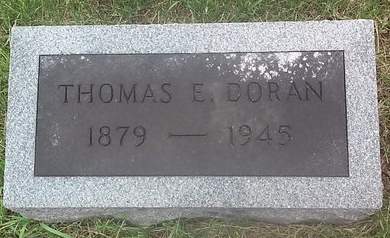 THOMAS E. DORAN
1879 — 1945